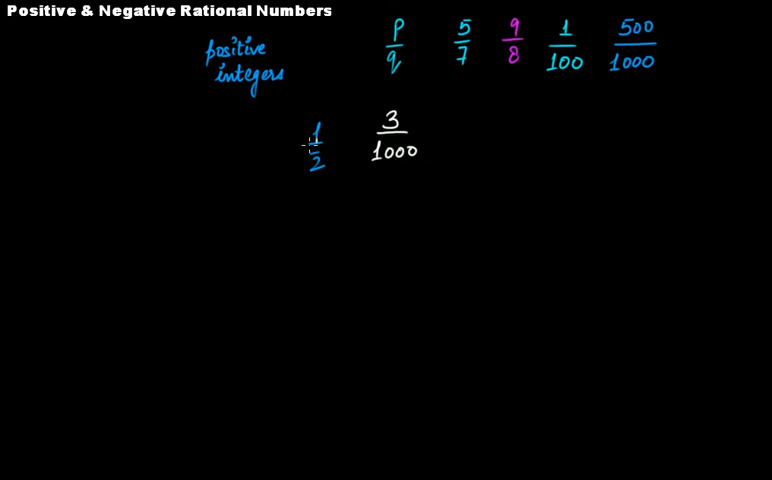 Positive & Negative Rational Numbers
positive integers
p/q 5/7 9/8 1/100 500/1000
1/2 3/1000